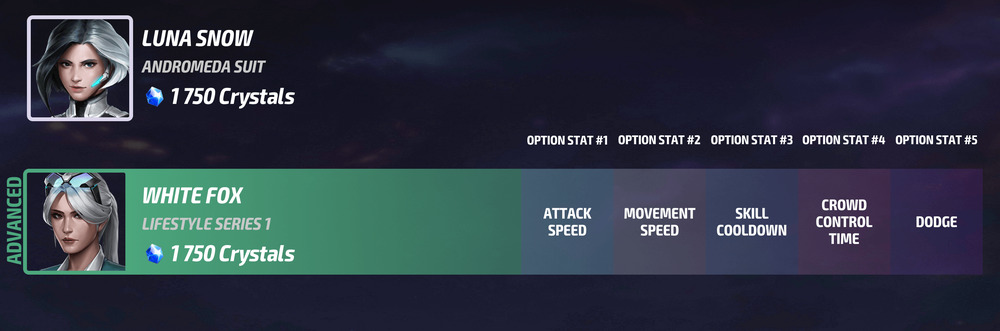 LUNA SNOW
ANDROMEDA SUIT
1 750 Crystals
OPTION STAT #1 OPTION STAT #2 OPTION STAT #3 OPTION STAT #4 OPTION STAT #5
ADVANCED
WHITE FOX
LIFESTYLE SERIES 1
1 750 Crystals
ATTACK
SPEED
MOVEMENT
SPEED
SKILL
COOLDOWN
CROWD
CONTROL
TIME
DODGE